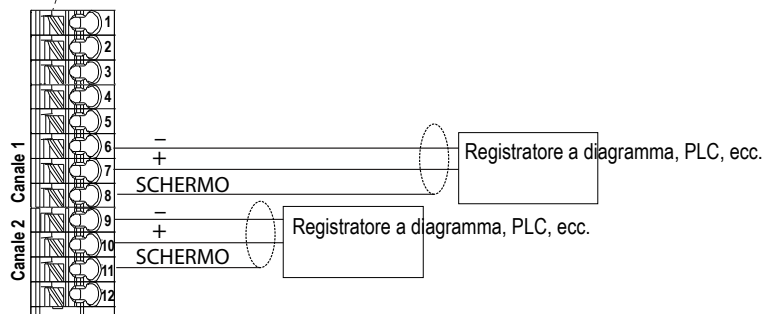 1
2
3
4
5
6
7
8
9
10
11
12
Canale 1
Canale 2
–
+
SCHERMO
Registratore a diagramma, PLC, ecc.
–
+
SCHERMO
Registratore a diagramma, PLC, ecc.